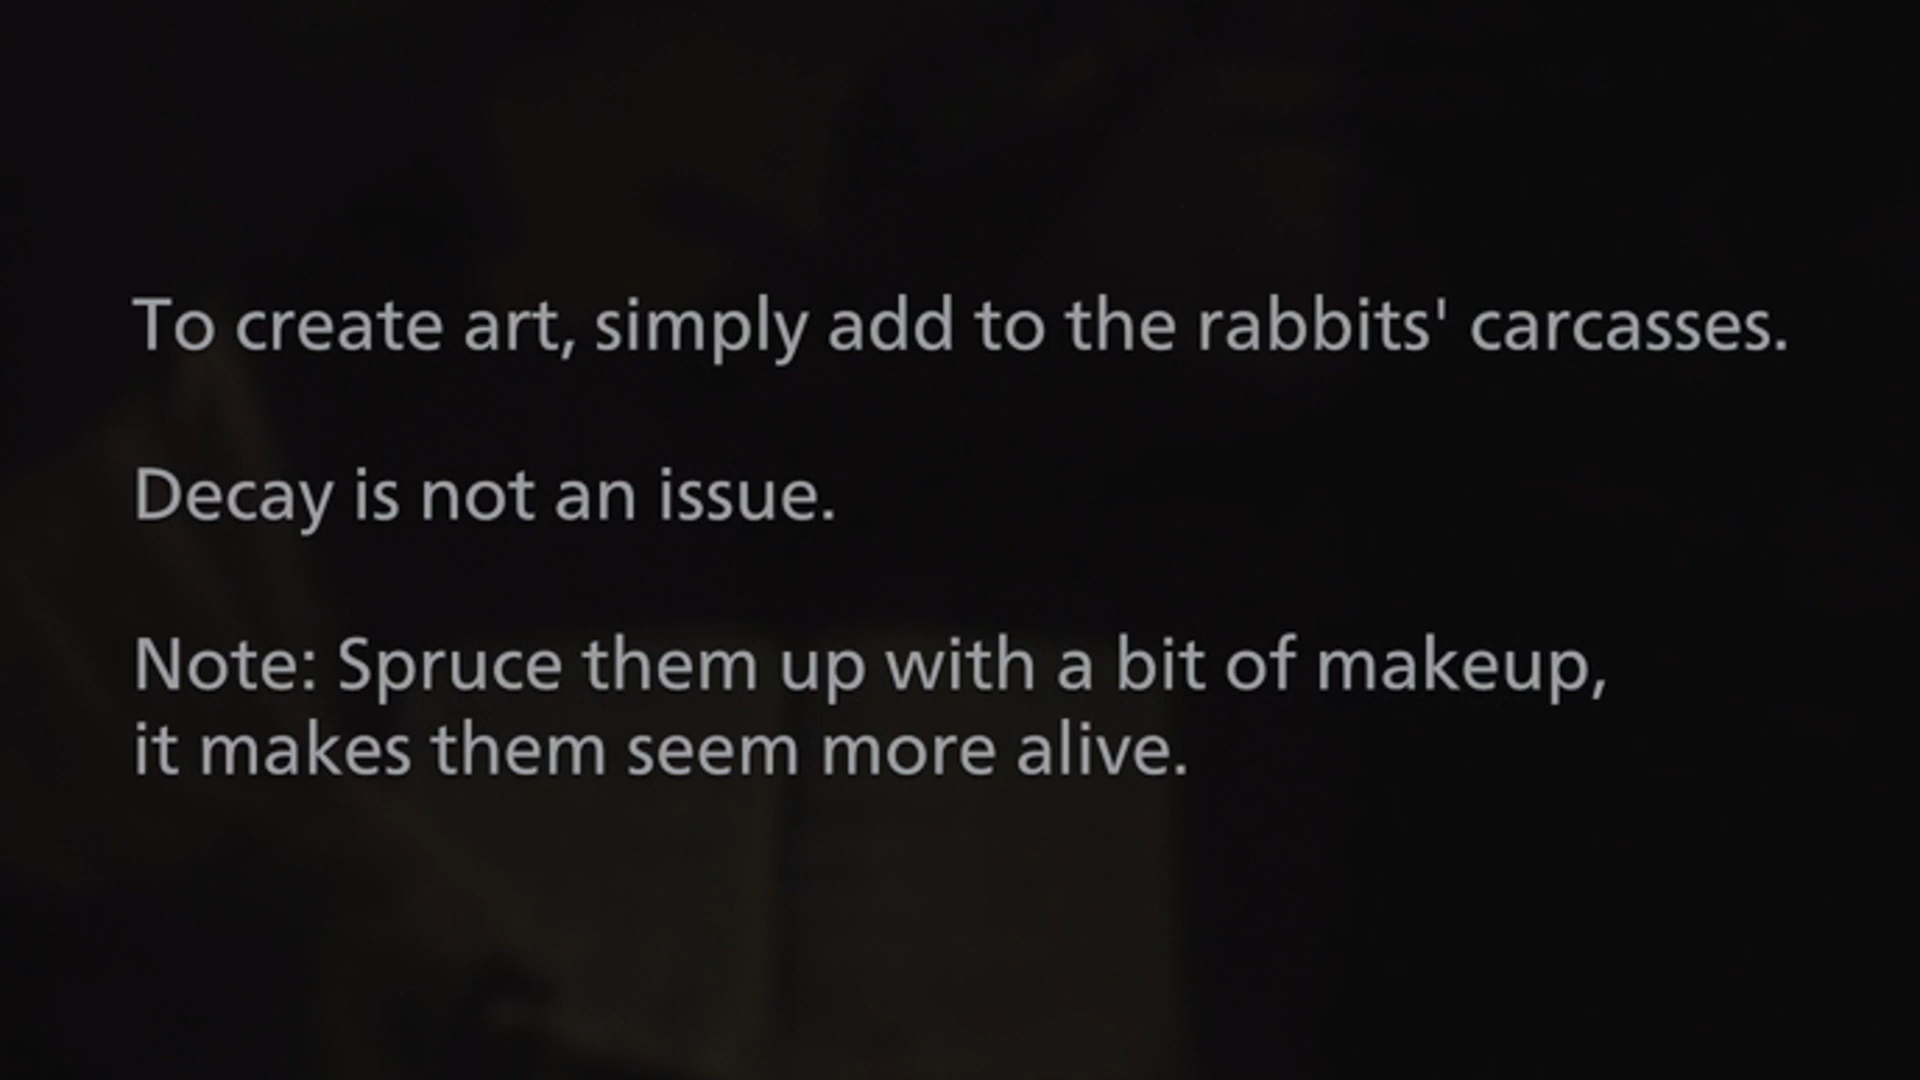 To create art, simply add to the rabbits' carcasses.
Decay is not an issue.
Note: Spruce them up with a bit of makeup,
it makes them seem more alive.